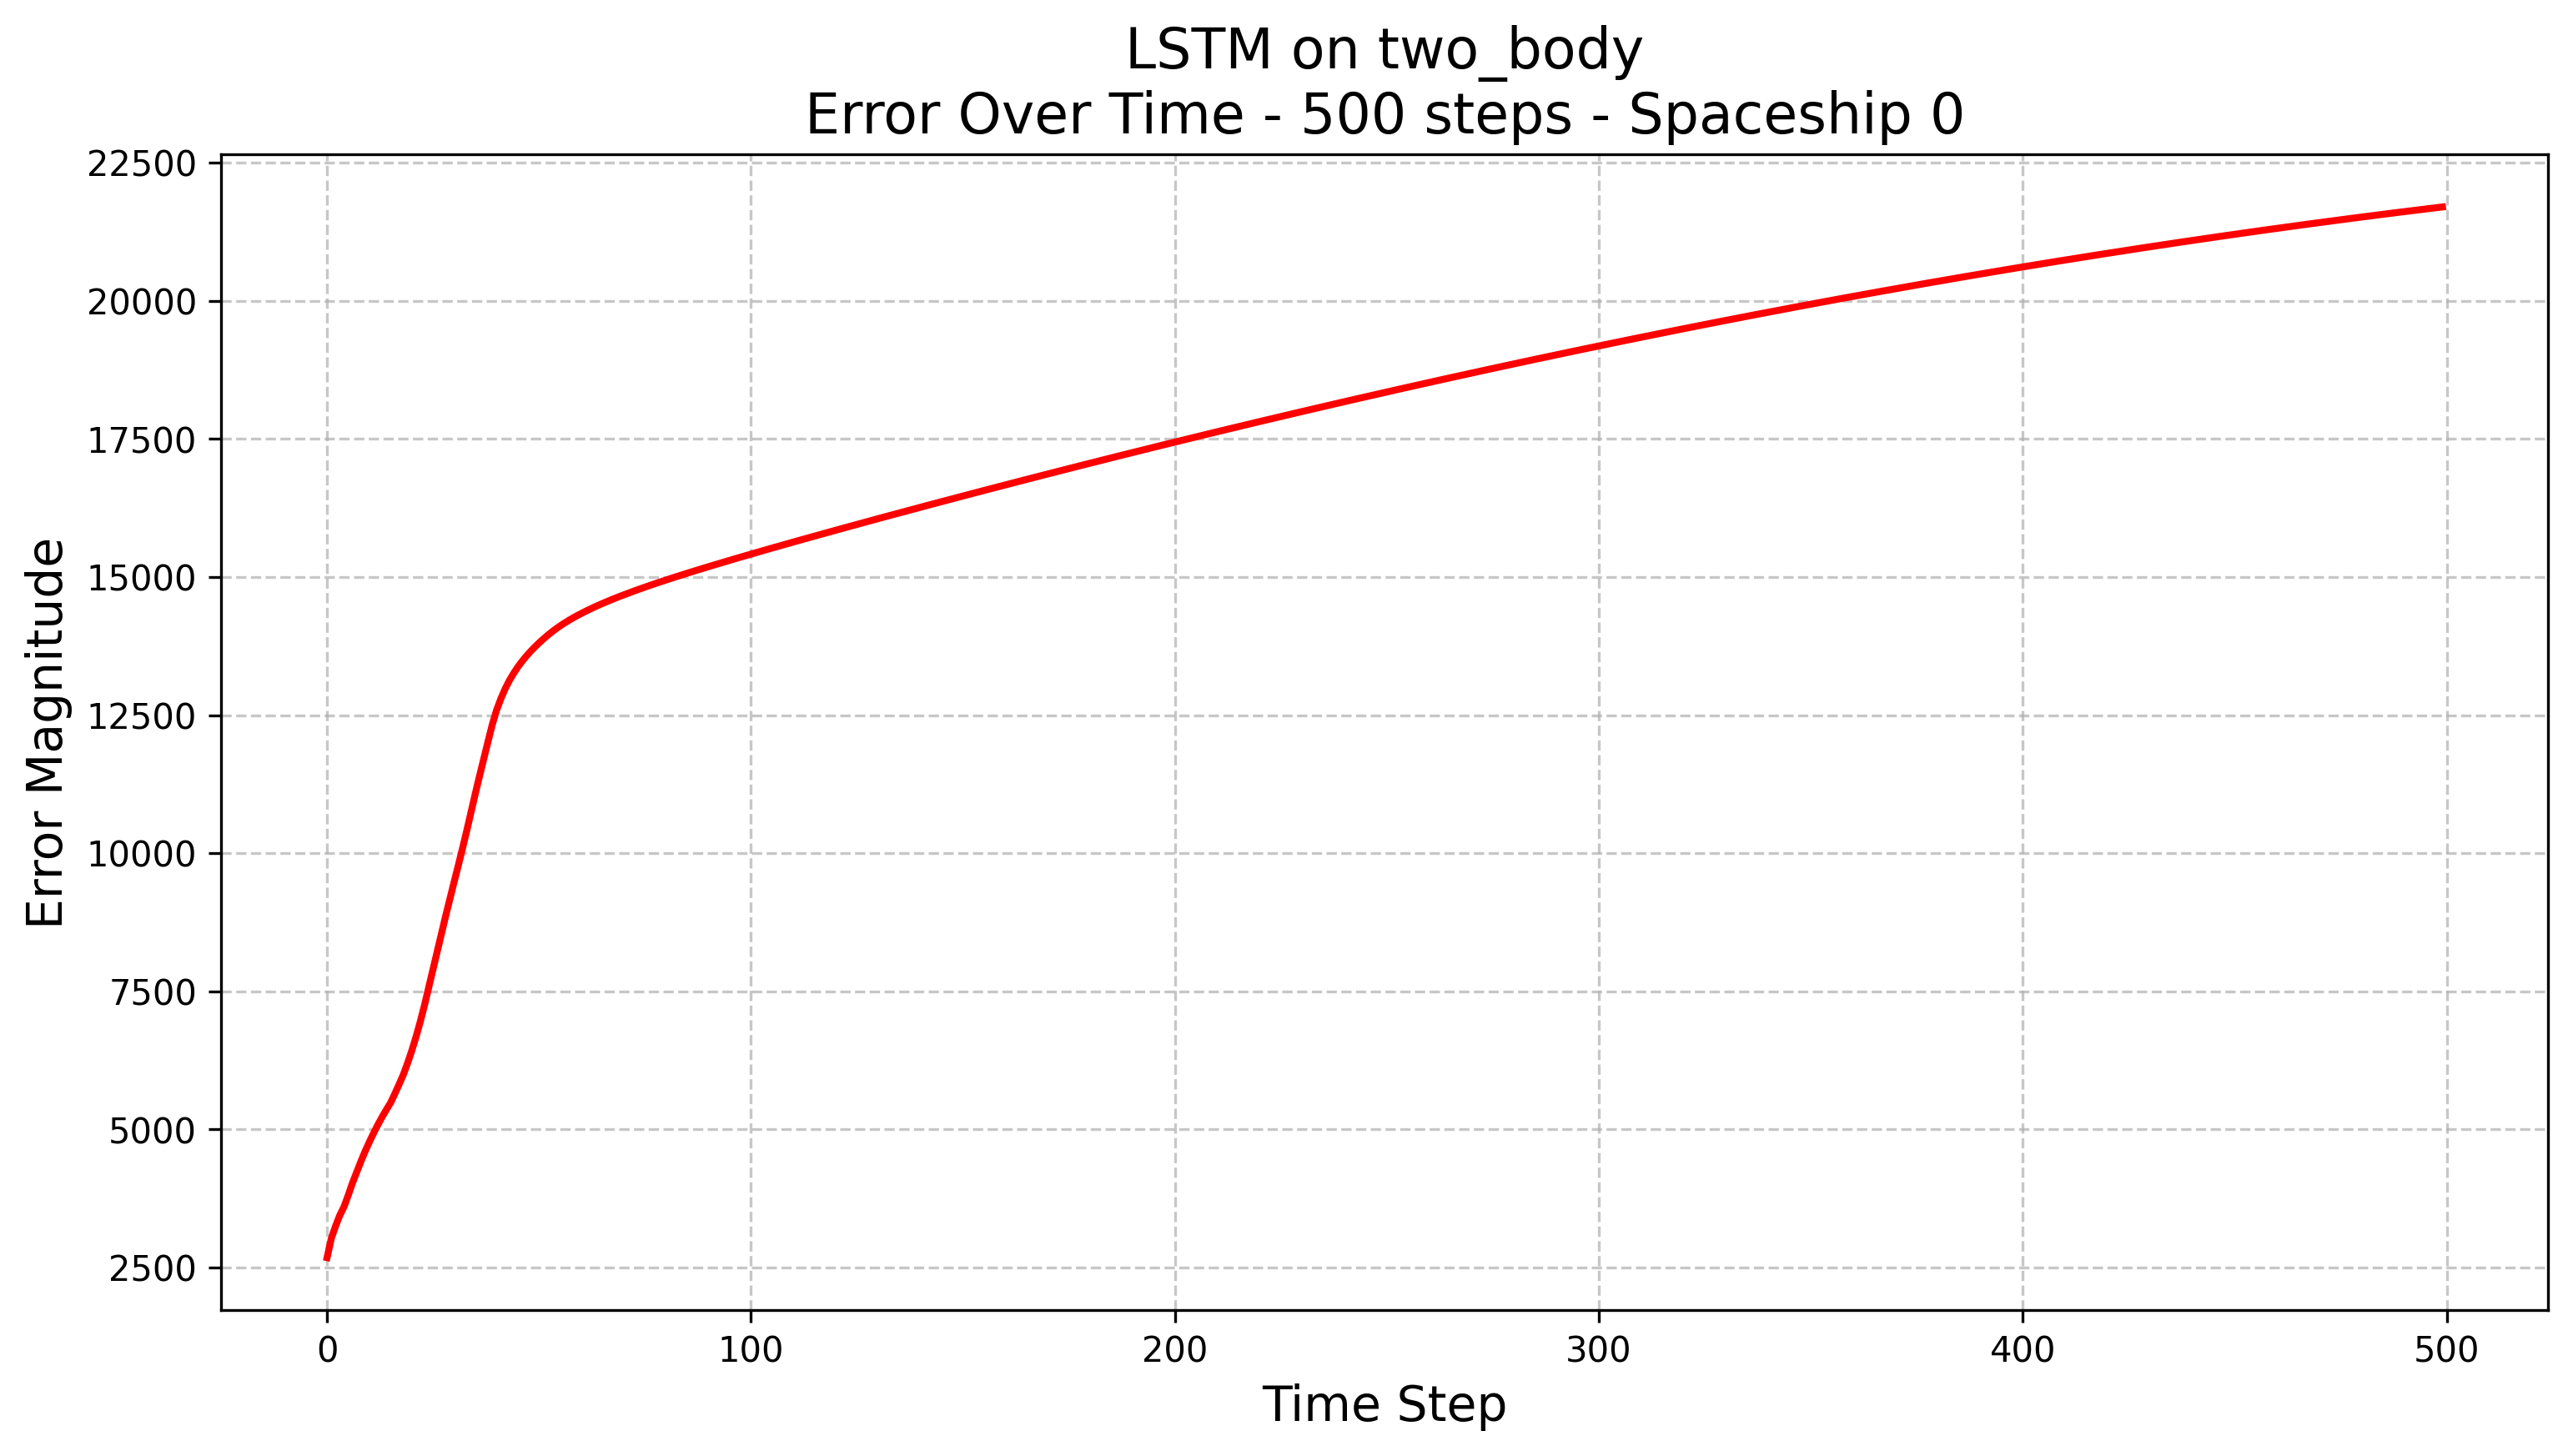 LSTM on two_body
Error Over Time - 500 steps - Spaceship 0
22500
20000
17500
15000
12500
10000
7500
5000
2500
Error Magnitude
0 100 200 300 400 500
Time Step